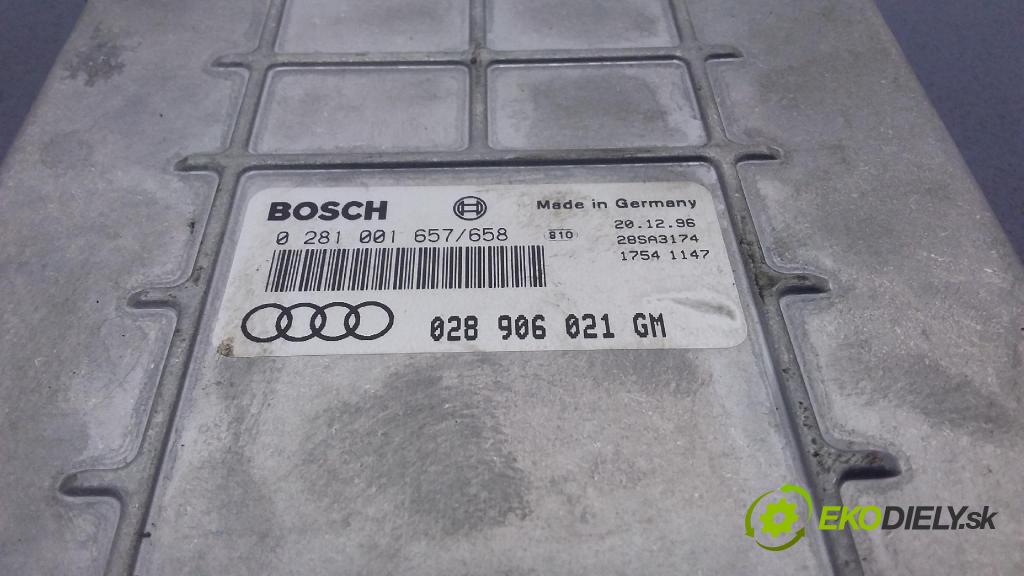 BOSCH
Made in Germany
0 281 001 657/658
810
20.12.96
28SA3174
1754 1147
028 906 021 GM
EKODIELY.sk